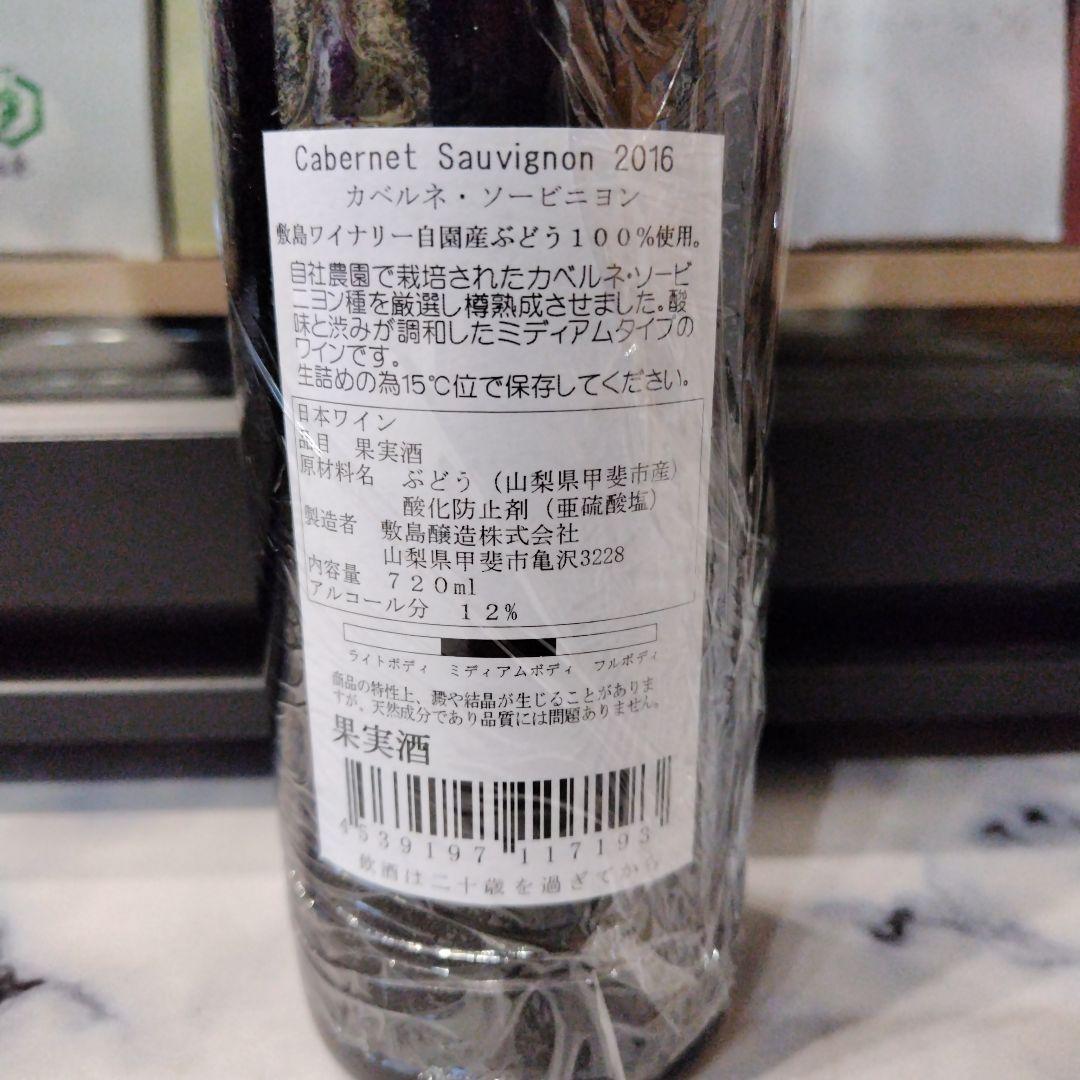 Cabernet Sauvignon 2016
カベルネ・ソービニヨン
敷島ワイナリー自園産ぶどう１００％使用。
自社農園で栽培されたカベルネ・ソービ
ニヨン種を厳選し樽熟成させました。酸
味と渋みが調和したミディアムタイプの
ワインです。
生詰めの為15℃位で保存してください。
日本ワイン
品目 果実酒
原材料名 ぶどう（山梨県甲斐市産）
酸化防止剤（亜硫酸塩）
製造者 敷島醸造株式会社
山梨県甲斐市亀沢3228
内容量 ７２０ml
アルコール分 １２％
ライトボディ ミディアムボディ フルボディ
商品の特性上、澱や結晶が生じることがありま
すが、天然成分であり品質には問題ありません。
果実酒
4539197 117193
飲酒は二十歳を過ぎてから